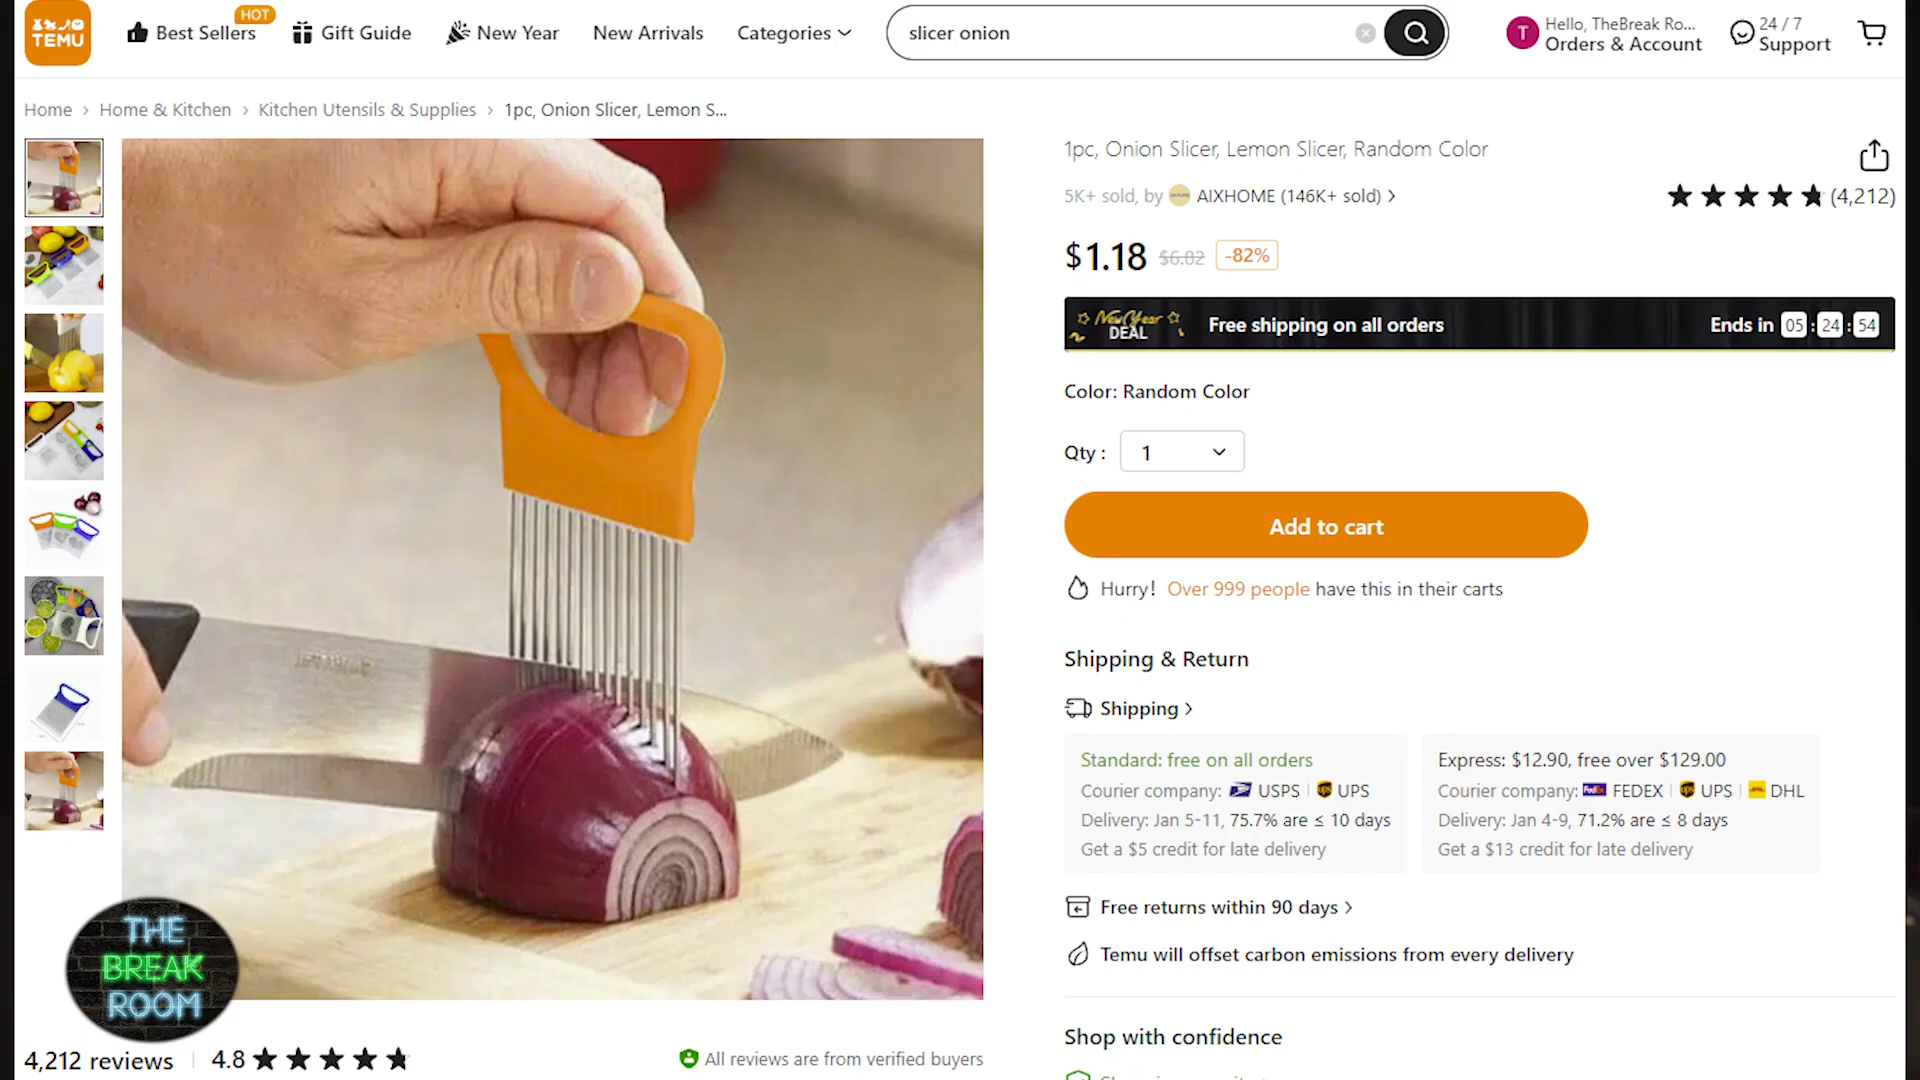 TEMU
Best Sellers
HOT
Gift Guide
New Year
New Arrivals
Categories
slicer onion
T
Hello, TheBreak Ro...
Orders & Account
24 / 7
Support
Home › Home & Kitchen › Kitchen Utensils & Supplies › 1pc, Onion Slicer, Lemon S...
1pc, Onion Slicer, Lemon Slicer, Random Color
5K+ sold, by AIXHOME (146K+ sold) >
(4,212)
$1.18 $6.82 -82%
New Year
DEAL
Free shipping on all orders
Ends in 05 : 24 : 54
Color: Random Color
Qty : 1
Add to cart
Hurry! Over 999 people have this in their carts
Shipping & Return
Shipping >
Standard: free on all orders
Courier company: USPS | UPS
Delivery: Jan 5-11, 75.7% are ≤ 10 days
Get a $5 credit for late delivery
Express: $12.90, free over $129.00
Courier company: FedEx FEDEX | UPS | DHL
Delivery: Jan 4-9, 71.2% are ≤ 8 days
Get a $13 credit for late delivery
Free returns within 90 days >
Temu will offset carbon emissions from every delivery
Shop with confidence
THE
BREAK
ROOM
4,212 reviews | 4.8
All reviews are from verified buyers